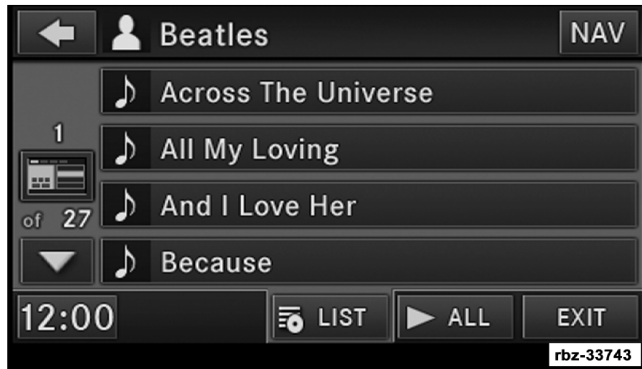 Beatles
NAV
Across The Universe
1
All My Loving
of 27
And I Love Her
Because
12:00
LIST
ALL
EXIT
rbz-33743